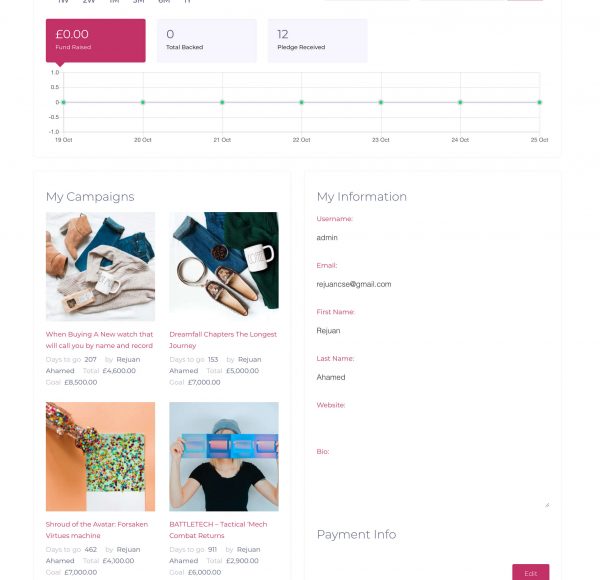 1W 2W 1M 3M 6M 1Y
£0.00
Fund Raised
0
Total Backed
12
Pledge Received
1.0
0.5
0
-0.5
-1.0
19 Oct 20 Oct 21 Oct 22 Oct 23 Oct 24 Oct 25 Oct
My Campaigns
When Buying A New watch that
will call you by name and record
Days to go 207 by Rejuan
Ahamed Total £4,600.00
Goal £8,500.00
Dreamfall Chapters The Longest
Journey
Days to go 153 by Rejuan
Ahamed Total £5,000.00
Goal £7,000.00
Shroud of the Avatar: Forsaken
Virtues machine
Days to go 462 by Rejuan
Ahamed Total £4,100.00
Goal £7,000.00
BATTLETECH – Tactical 'Mech
Combat Returns
Days to go 911 by Rejuan
Ahamed Total £2,900.00
Goal £6,000.00
My Information
Username:
admin
Email:
rejuancse@gmail.com
First Name:
Rejuan
Last Name:
Ahamed
Website:
Bio:
Payment Info
Edit